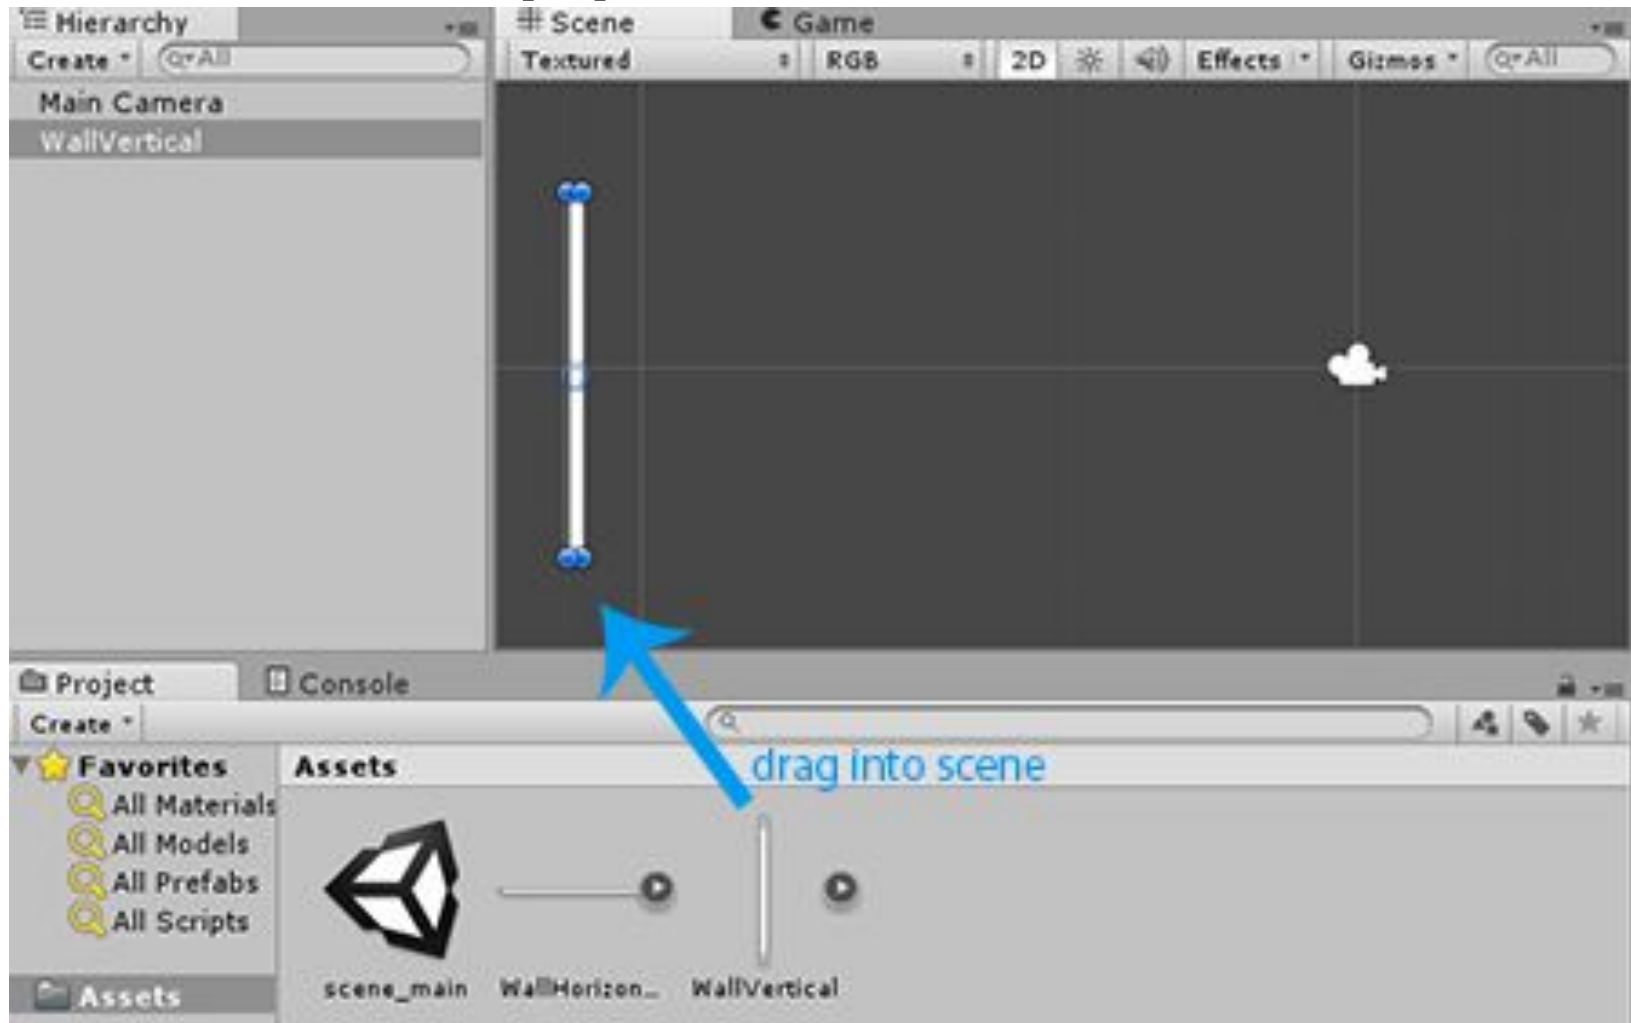 Hierarchy
Scene
Game
Create
All
Textured
RGB
2D
Effects
Gizmos
All
Main Camera
WallVertical
Project
Console
Create
drag into scene
Favorites
Assets
All Materials
All Models
All Prefabs
All Scripts
scene_main
WallHorizon...
WallVertical
Assets